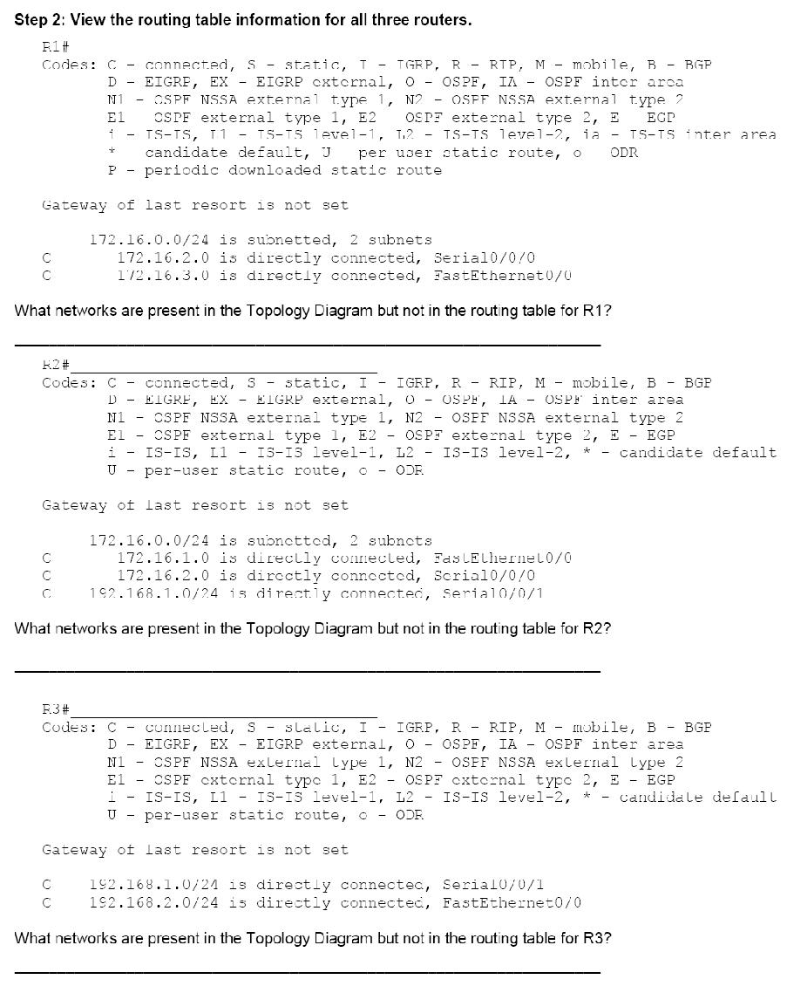 Step 2: View the routing table information for all three routers.
R1#
Codes: C - connected, S - static, I - IGRP, R - RIP, M - mobile, B - BGP
D - EIGRP, EX - EIGRP external, O - OSPF, IA - OSPF inter area
N1 - OSPF NSSA external type 1, N2 - OSPF NSSA external type 2
E1 OSPF external type 1, E2 OSPF external type 2, E EGP
i - IS-IS, L1 - IS-IS level-1, L2 - IS-IS level-2, ia - IS-IS inter area
* candidate default, U per user static route, o ODR
P - periodic downloaded static route
Gateway of last resort is not set
172.16.0.0/24 is subnetted, 2 subnets
C 172.16.2.0 is directly connected, Serial0/0/0
C 172.16.3.0 is directly connected, FastEthernet0/0
What networks are present in the Topology Diagram but not in the routing table for R1?
R2#
Codes: C - connected, S - static, I - IGRP, R - RIP, M - mobile, B - BGP
D - EIGRP, EX - EIGRP external, O - OSPF, IA - OSPF inter area
N1 - OSPF NSSA external type 1, N2 - OSPF NSSA external type 2
E1 - OSPF external type 1, E2 - OSPF external type 2, E - EGP
i - IS-IS, L1 - IS-IS level-1, L2 - IS-IS level-2, * - candidate default
U - per-user static route, o - ODR
Gateway of last resort is not set
172.16.0.0/24 is subnetted, 2 subnets
C 172.16.1.0 is directly connected, FastEthernet0/0
C 172.16.2.0 is directly connected, Serial0/0/0
C 192.168.1.0/24 is directly connected, Serial0/0/1
What networks are present in the Topology Diagram but not in the routing table for R2?
R3#
Codes: C - connected, S - static, I - IGRP, R - RIP, M - mobile, B - BGP
D - EIGRP, EX - EIGRP external, O - OSPF, IA - OSPF inter area
N1 - OSPF NSSA external type 1, N2 - OSPF NSSA external type 2
E1 - OSPF external type 1, E2 - OSPF external type 2, E - EGP
i - IS-IS, L1 - IS-IS level-1, L2 - IS-IS level-2, * - candidate default
U - per-user static route, o - ODR
Gateway of last resort is not set
C 192.168.1.0/24 is directly connected, Serial0/0/1
C 192.168.2.0/24 is directly connected, FastEthernet0/0
What networks are present in the Topology Diagram but not in the routing table for R3?